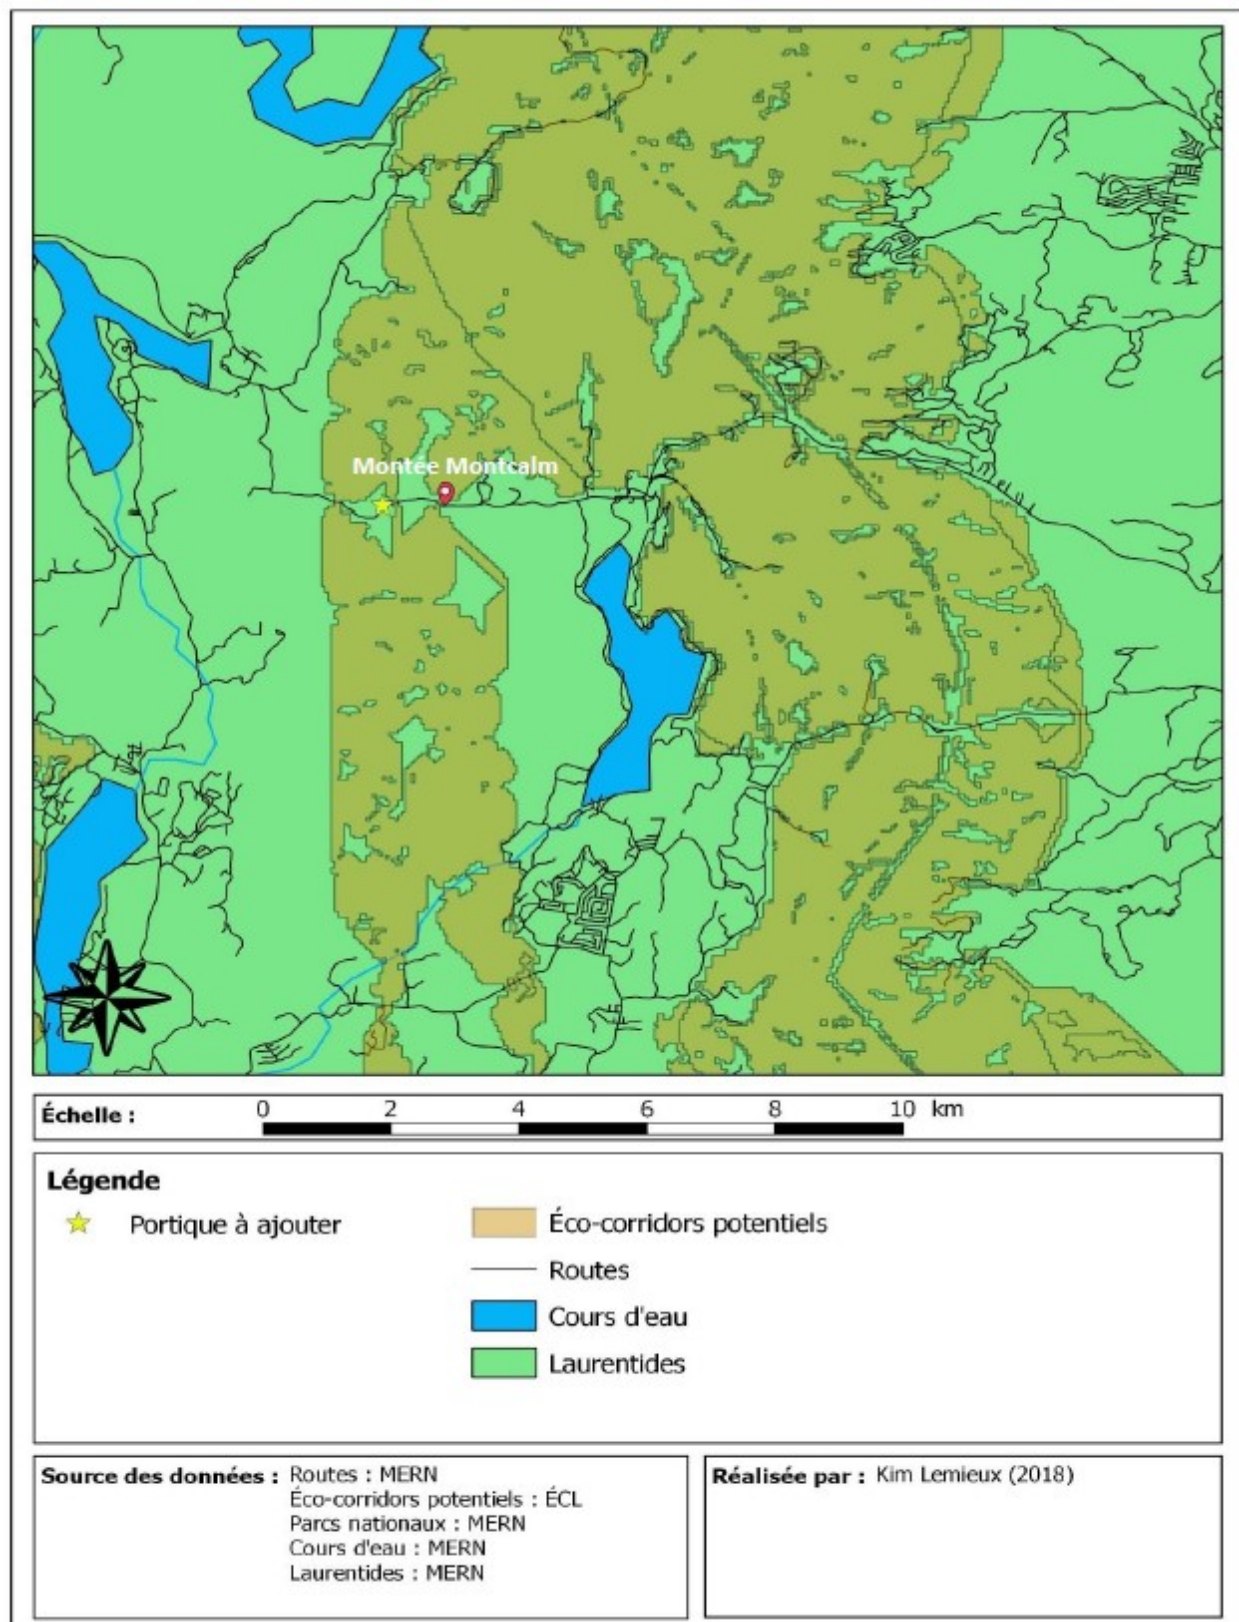 Montée Montcalm
Échelle :
0 2 4 6 8 10 km
Légende
Portique à ajouter
Éco-corridors potentiels
Routes
Cours d'eau
Laurentides
Source des données : Routes : MERN
Éco-corridors potentiels : ÉCL
Parcs nationaux : MERN
Cours d'eau : MERN
Laurentides : MERN
Réalisée par : Kim Lemieux (2018)